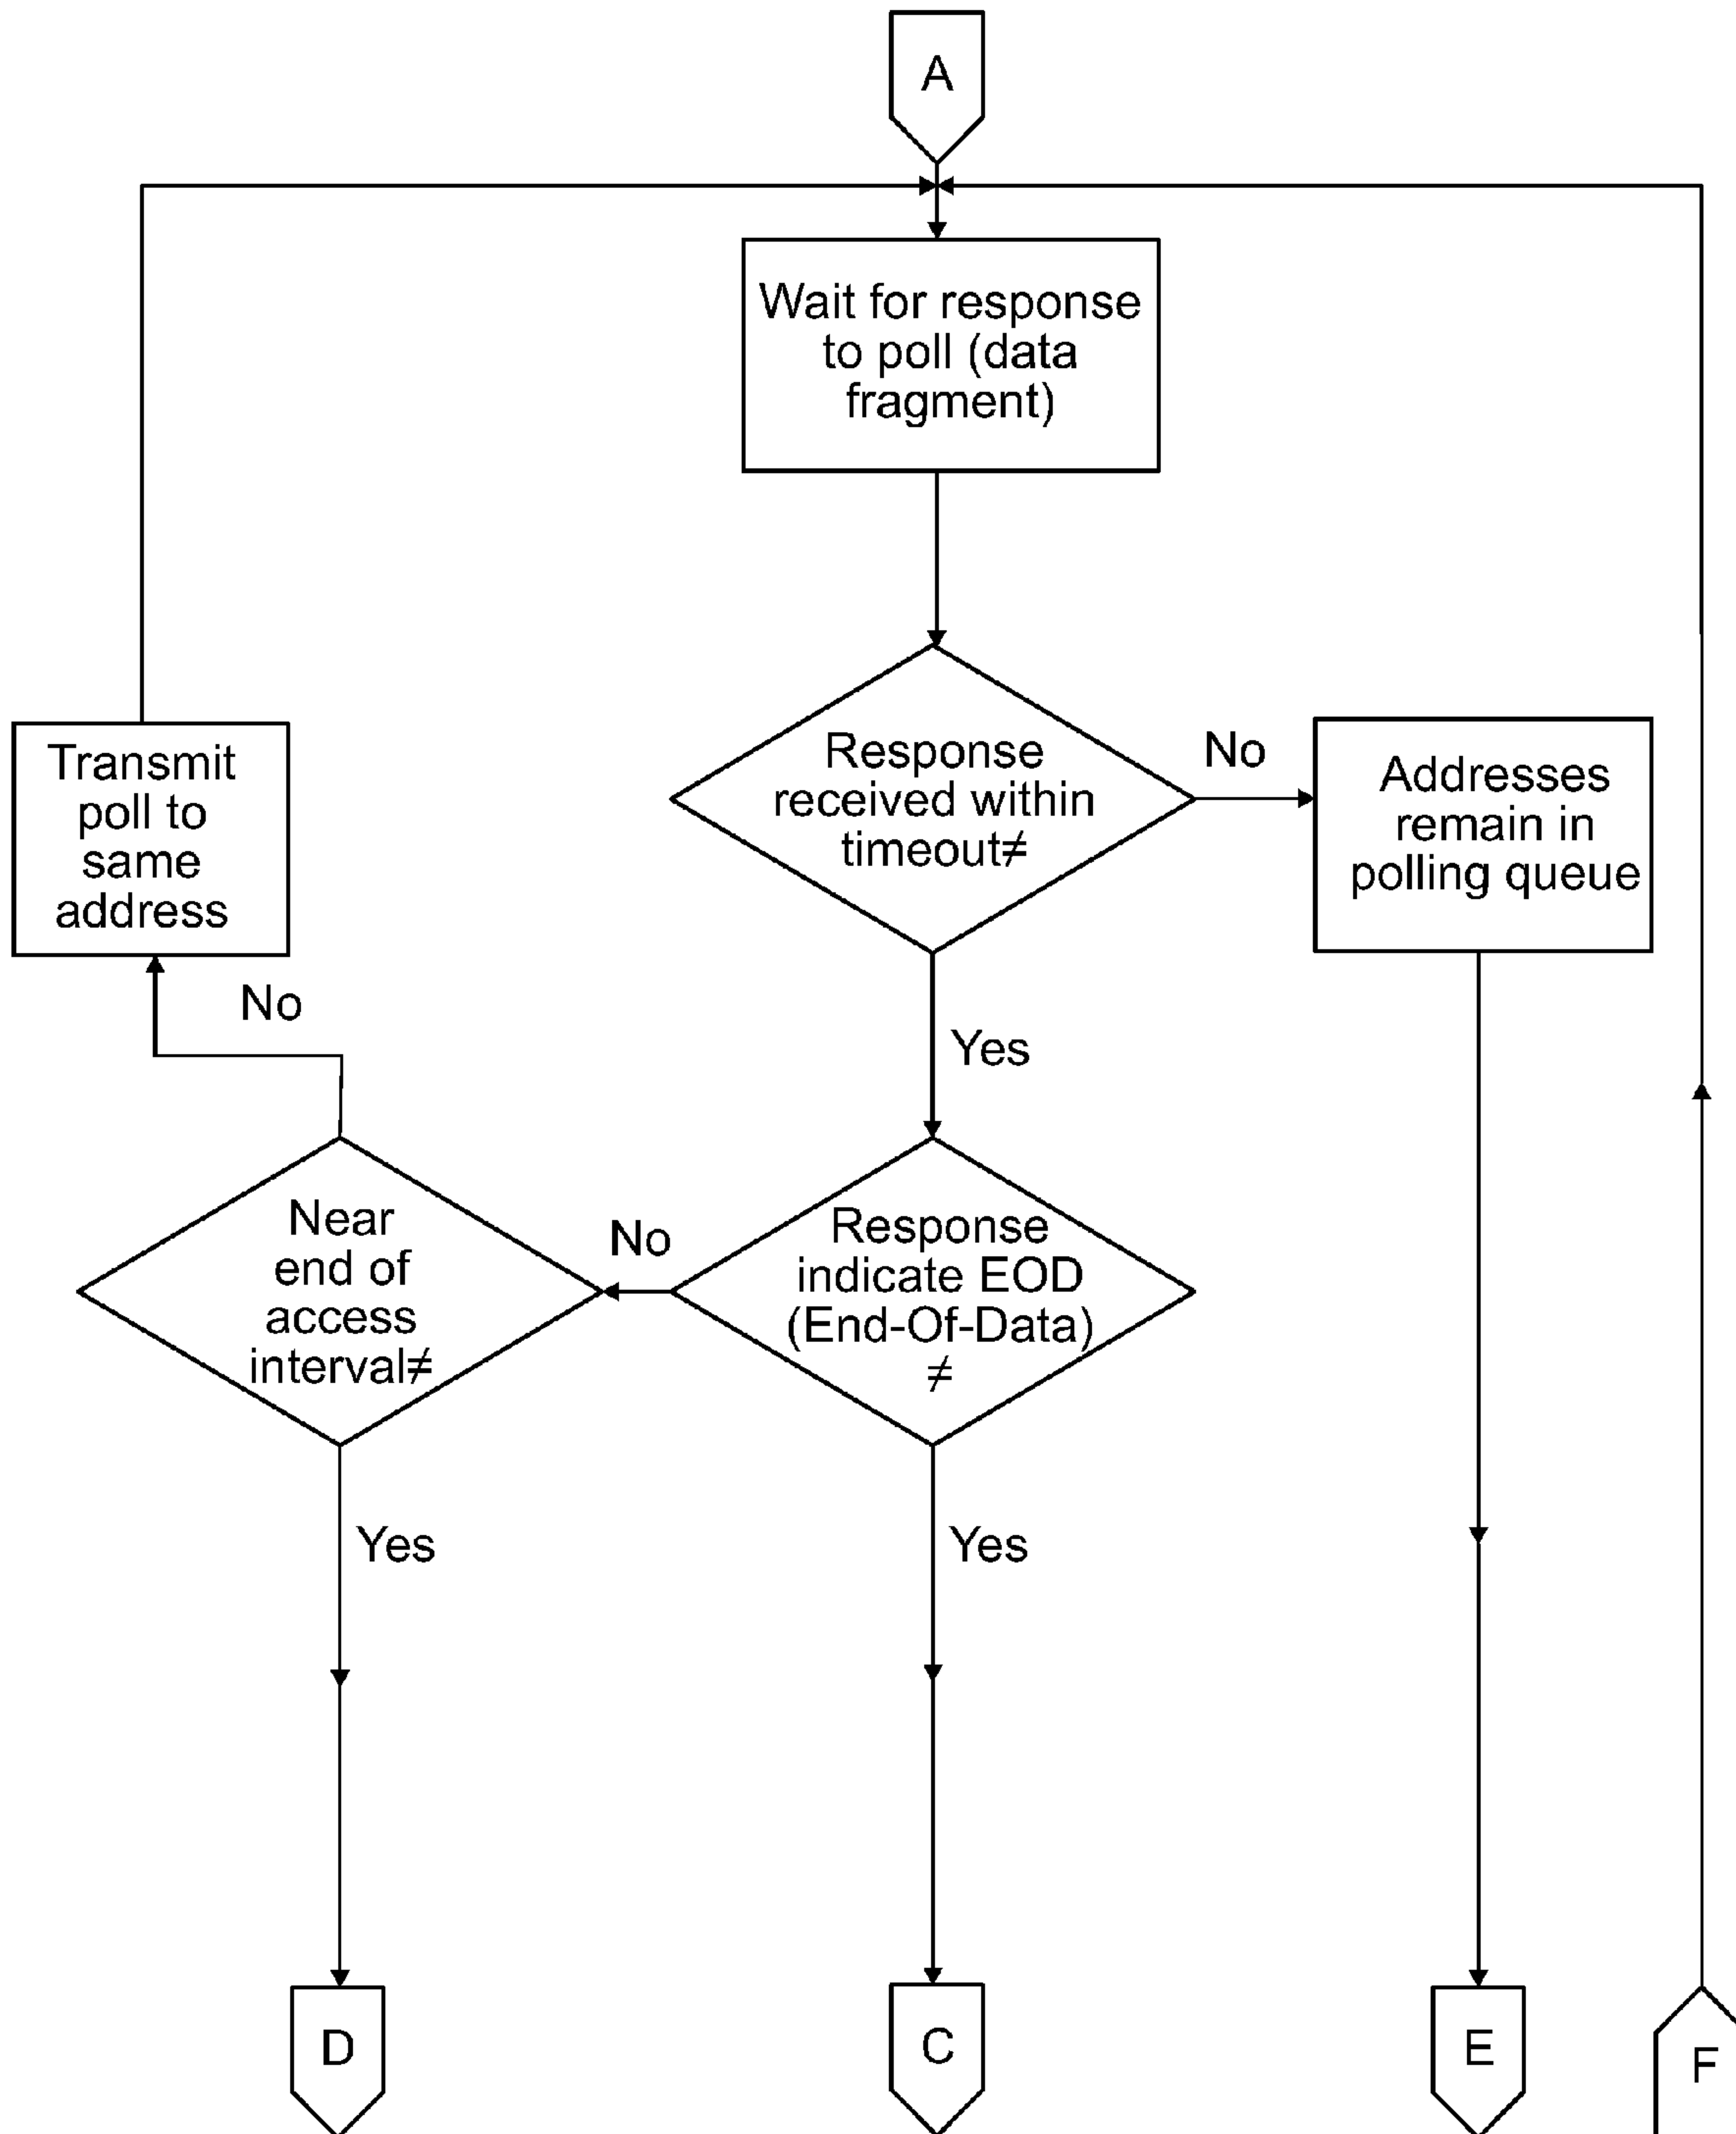 A
Wait for response
to poll (data
fragment)
Response
received within
timeout≠
No
Addresses
remain in
polling queue
Transmit
poll to
same
address
No
Yes
Near
end of
access
interval≠
No
Response
indicate EOD
(End-Of-Data)
≠
Yes
Yes
D
C
E
F